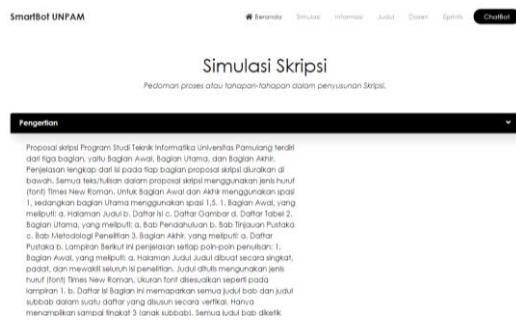 SmartBot UNPAM
Beranda Simulasi Informasi Judul Dosen Eprints ChatBot
Simulasi Skripsi
Pedoman proses atau tahapan-tahapan dalam penyusunan Skripsi.
Pengertian
Proposal skripsi Program Studi Teknik Informatika Universitas Pamulang terdiri
dari tiga bagian, yaitu Bagian Awal, Bagian Utama, dan Bagian Akhir.
Penjelasan lengkap dari isi pada tiap bagian proposal skripsi diuraikan di
bawah. Semua teks/tulisan dalam proposal skripsi menggunakan jenis huruf
(font) Times New Roman. Untuk Bagian Awal dan Akhir menggunakan spasi
1, sedangkan bagian Utama menggunakan spasi 1,5. 1. Bagian Awal, yang
meliputi: a. Halaman Judul b. Daftar Isi c. Daftar Gambar d. Daftar Tabel 2.
Bagian Utama, yang meliputi: a. Bab Pendahuluan b. Bab Tinjauan Pustaka
c. Bab Metodologi Penelitian 3. Bagian Akhir, yang meliputi: a. Daftar
Pustaka b. Lampiran Berikut ini penjelasan setiap poin-poin penulisan: 1.
Bagian Awal, yang meliputi: a. Halaman Judul Judul dibuat secara singkat,
padat, dan mewakili seluruh isi penelitian. Judul ditulis mengunakan jenis
huruf (font) Times New Roman. Ukuran font disesuaikan seperti pada
lampiran 1. b. Daftar Isi Bagian ini memaparkan semua judul bab dan judul
subbab dalam suatu daftar yang disusun secara vertikal. Hanya
menampilkan sampai tingkat 3 (anak subbab). Semua judul bab diketik